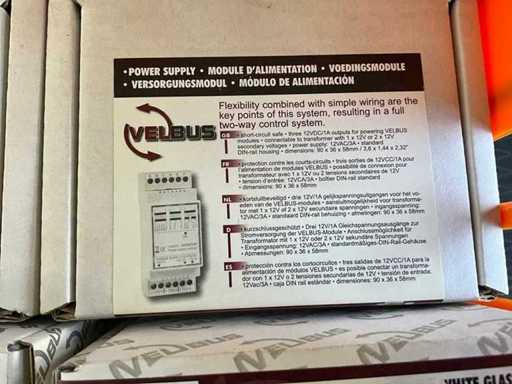 • POWER SUPPLY • MODULE D'ALIMENTATION • VOEDINGSMODULE
• VERSORGUNGSMODUL • MÓDULO DE ALIMENTACIÓN
Flexibility combined with simple wiring are the
key points of this system, resulting in a full
two-way control system.
VELBUS
GB • short-circuit safe • three 12VDC/1A outputs for powering VELBUS
modules • connectable to transformer with 1 x 12V or 2 x 12V
secondary voltages • power supply: 12VAC/3A • standard
DIN-rail housing • dimensions: 90 x 36 x 58mm / 3,6 x 1,44 x 2,32"
FR • protection contre les courts-circuits • trois sorties de 12VCC/1A pour
l'alimentation de modules VELBUS • peut être connecté à un
transformateur avec 1 x 12V ou 2 tensions secondaires de 12V
• tension d'entrée: 12VCA/3A • boîtier DIN standard •
dimensions: 90 x 36 x 58mm
NL • kortsluitbeveiligd • drie 12V/1A gelijkspanningsuitgangen voor het voe-
den van de VELBUS-modules • aansluitmogelijkheid voor transforma-
tor met 1 x 12V of 2 x 12V secundaire spanningen • ingangsspanning:
12VAC/3A • standaard DIN-rail behuizing • afmetingen: 90 x 36 x 58mm
D • kurzschlussgeschützt • Drei 12V/1A Gleichspannungsausgänge zur
Stromversorgung der VELBUS-Module • Anschlussmöglichkeit für
Transformator mit 1 x 12V oder 2 x 12V sekundäre Spannungen
• Eingangsspannung: 12VAC/3A • standardmäßiges-DIN-Rail-Gehäuse
• Abmessungen: 90 x 36 x 58mm
ES • protección contra los cortocircuitos • tres salidas de 12VCC/1A para la
alimentación de módulos VELBUS • es posible conectar un transforma-
dor con 1 x 12V o 2 tensiones secundarias de 12V • tensión de entrada:
12Vac/3A • caja DIN rail estándar • dimensiones: 90 x 36 x 58mm
VELBUS
VELBUS
WHITE GLAS